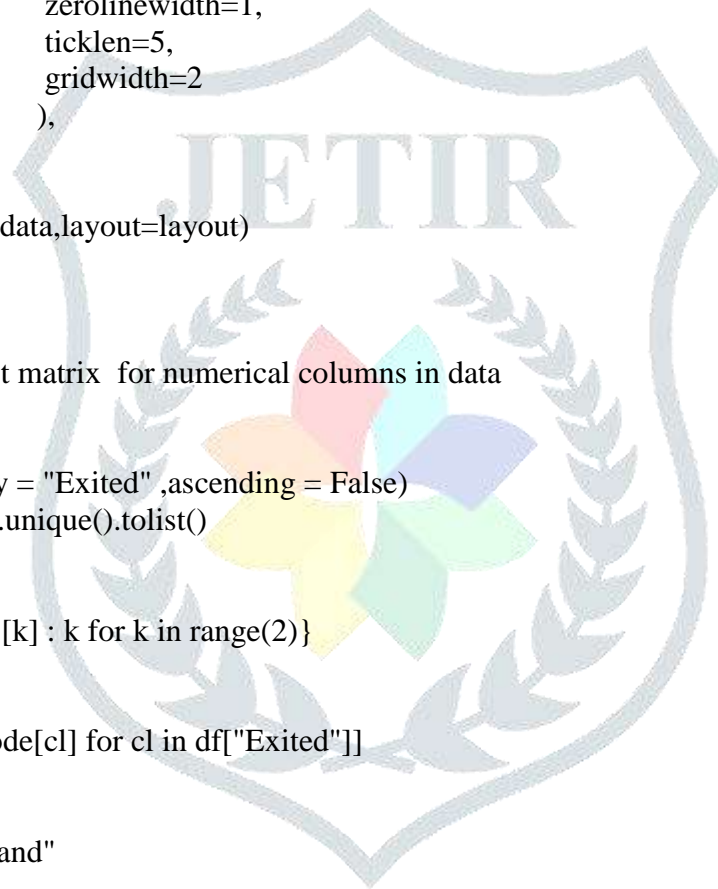 zerolinewidth=1,
ticklen=5,
gridwidth=2
),
JETIR
data,layout=layout)
t matrix for numerical columns in data
y = "Exited" ,ascending = False)
.unique().tolist()
[k] : k for k in range(2)}
ode[cl] for cl in df["Exited"]]
and"